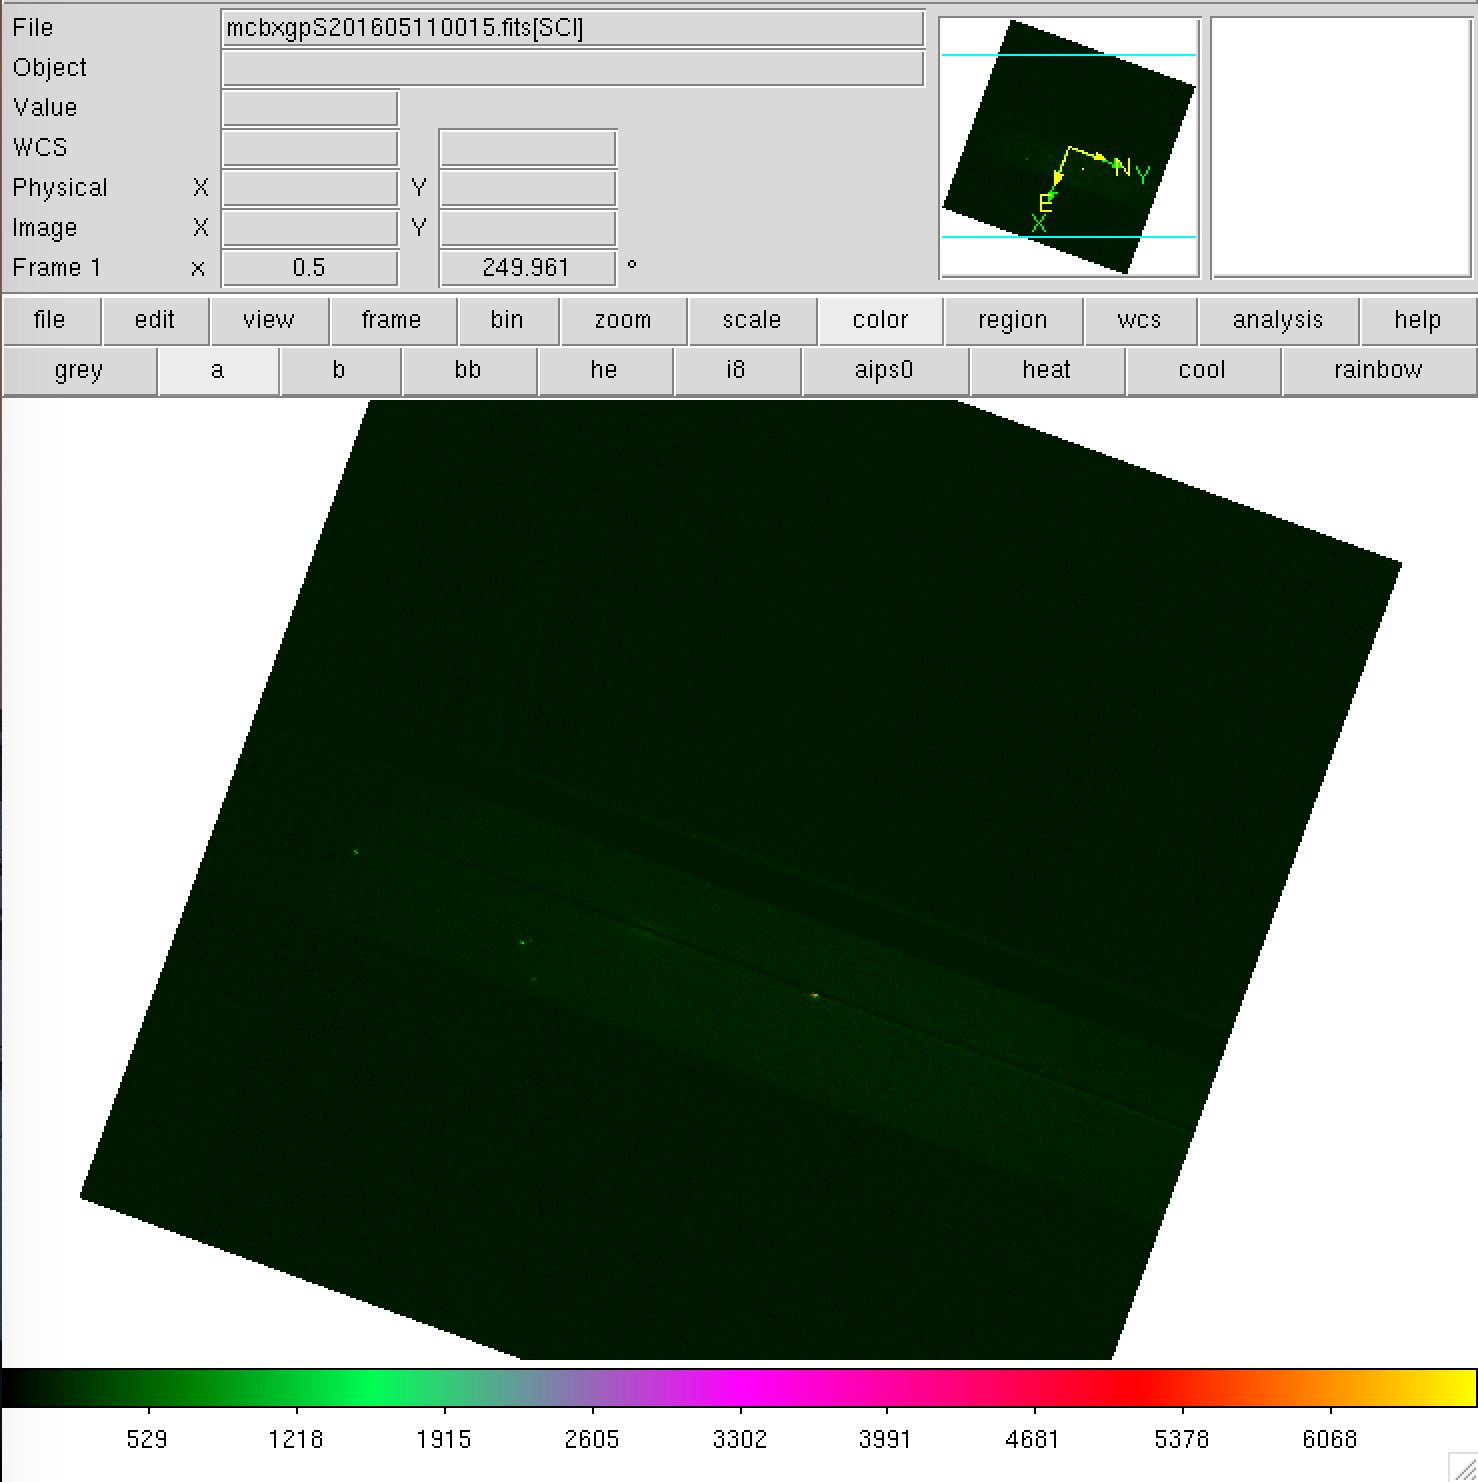 File mcbxgpS201605110015.fits[SCI]
Object
Value
WCS
Physical X Y
Image X Y
Frame 1 x 0.5 249.961 °
N Y
E
X
file edit view frame bin zoom scale color region wcs analysis help
grey a b bb he i8 aips0 heat cool rainbow
529 1218 1915 2605 3302 3991 4681 5378 6068